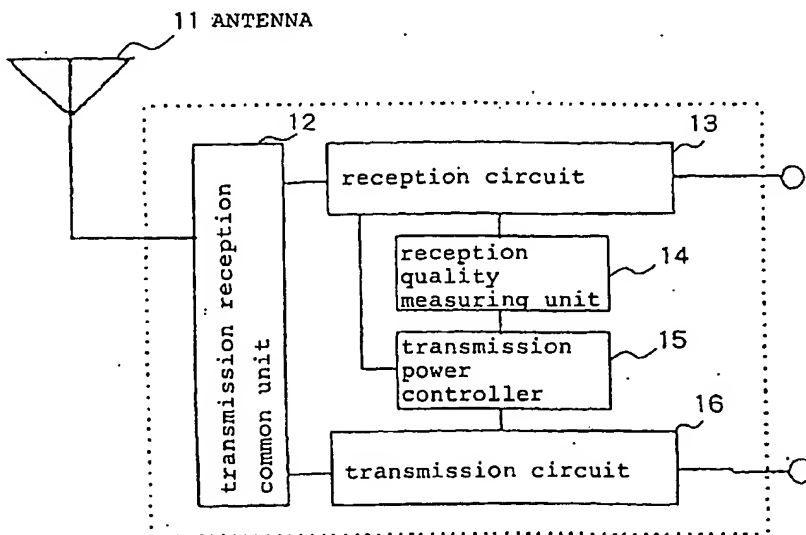 11 ANTENNA
12
13
transmission reception
common unit
reception circuit
reception
quality
measuring unit
14
transmission
power
controller
15
16
transmission circuit